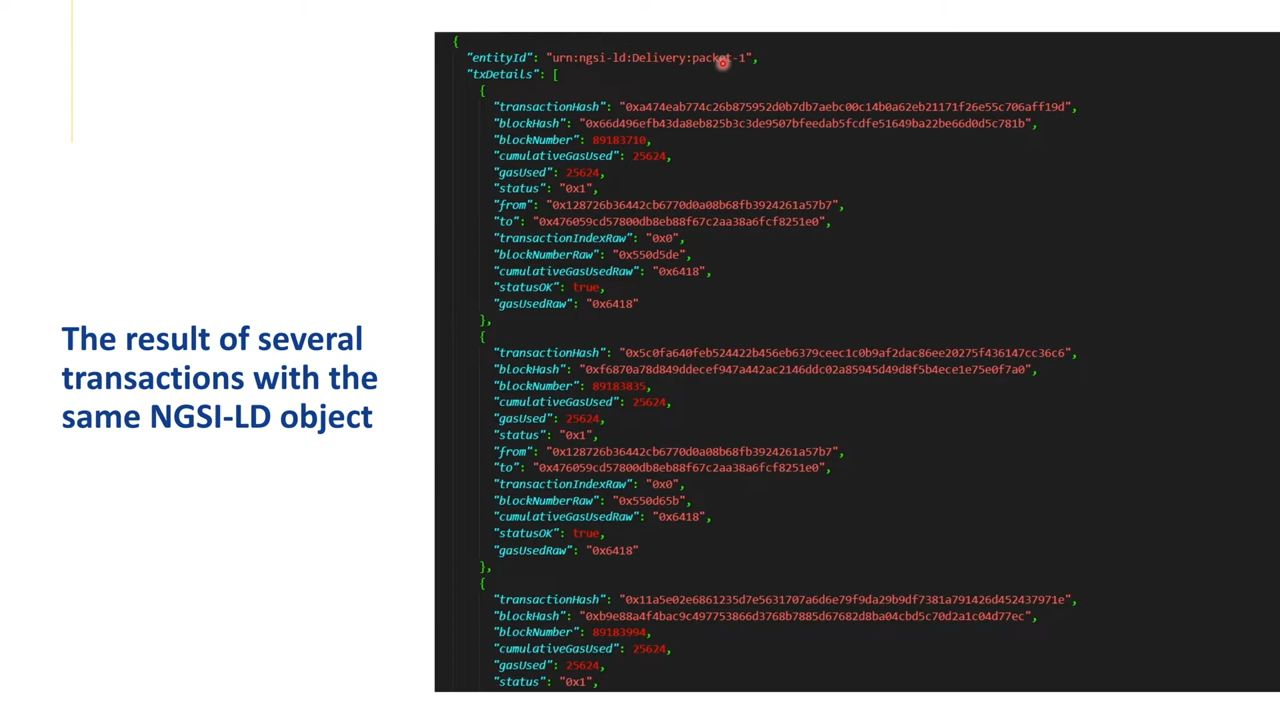 The result of several
transactions with the
same NGSI-LD object
{
"entityId": "urn:ngsi-ld:Delivery:packet-1",
"txDetails": [
{
"transactionHash": "0xa474eab774c26b875952d0b7db7aebc00c14b0a62eb21171f26e55c706aff19d",
"blockHash": "0x66d496efb43da8eb825b3c3de9507bfeedab5fcdfe51649ba22be66d0d5c781b",
"blockNumber": 89183710,
"cumulativeGasUsed": 25624,
"gasUsed": 25624,
"status": "0x1",
"from": "0x128726b36442cb6770d0a08b68fb3924261a57b7",
"to": "0x476059cd57800db8eb88f67c2aa38a6fcf8251e0",
"transactionIndexRaw": "0x0",
"blockNumberRaw": "0x550d5de",
"cumulativeGasUsedRaw": "0x6418",
"statusOK": true,
"gasUsedRaw": "0x6418"
},
{
"transactionHash": "0x5c0fa640feb524422b456eb6379ceec1c0b9af2dac86ee20275f436147cc36c6",
"blockHash": "0xf6870a78d849ddecef947a442ac2146ddc02a85945d49d8f5b4ece1e75e0f7a0",
"blockNumber": 89183835,
"cumulativeGasUsed": 25624,
"gasUsed": 25624,
"status": "0x1",
"from": "0x128726b36442cb6770d0a08b68fb3924261a57b7",
"to": "0x476059cd57800db8eb88f67c2aa38a6fcf8251e0",
"transactionIndexRaw": "0x0",
"blockNumberRaw": "0x550d65b",
"cumulativeGasUsedRaw": "0x6418",
"statusOK": true,
"gasUsedRaw": "0x6418"
},
{
"transactionHash": "0x11a5e02e6861235d7e5631707a6d6e79f9da29b9df7381a791426d452437971e",
"blockHash": "0xb9e88a4f4bac9c497753866d3768b7885d67682d8ba04cbd5c70d2a1c04d77ec",
"blockNumber": 89183994,
"cumulativeGasUsed": 25624,
"gasUsed": 25624,
"status": "0x1",